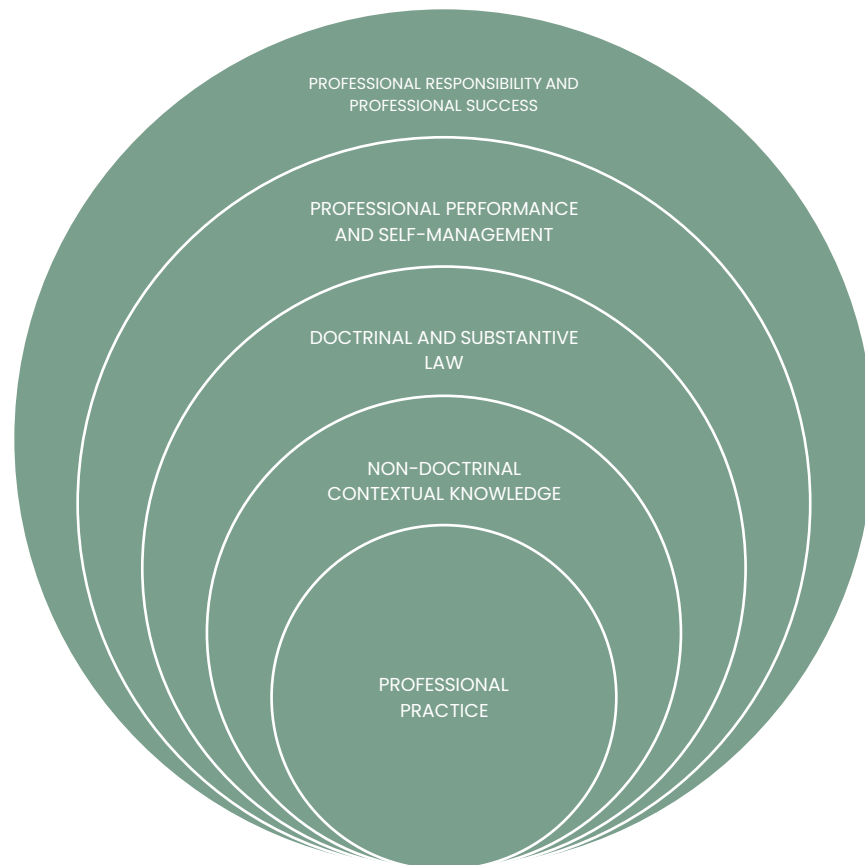 PROFESSIONAL RESPONSIBILITY AND
PROFESSIONAL SUCCESS
PROFESSIONAL PERFORMANCE
AND SELF-MANAGEMENT
DOCTRINAL AND SUBSTANTIVE
LAW
NON-DOCTRINAL
CONTEXTUAL KNOWLEDGE
PROFESSIONAL
PRACTICE